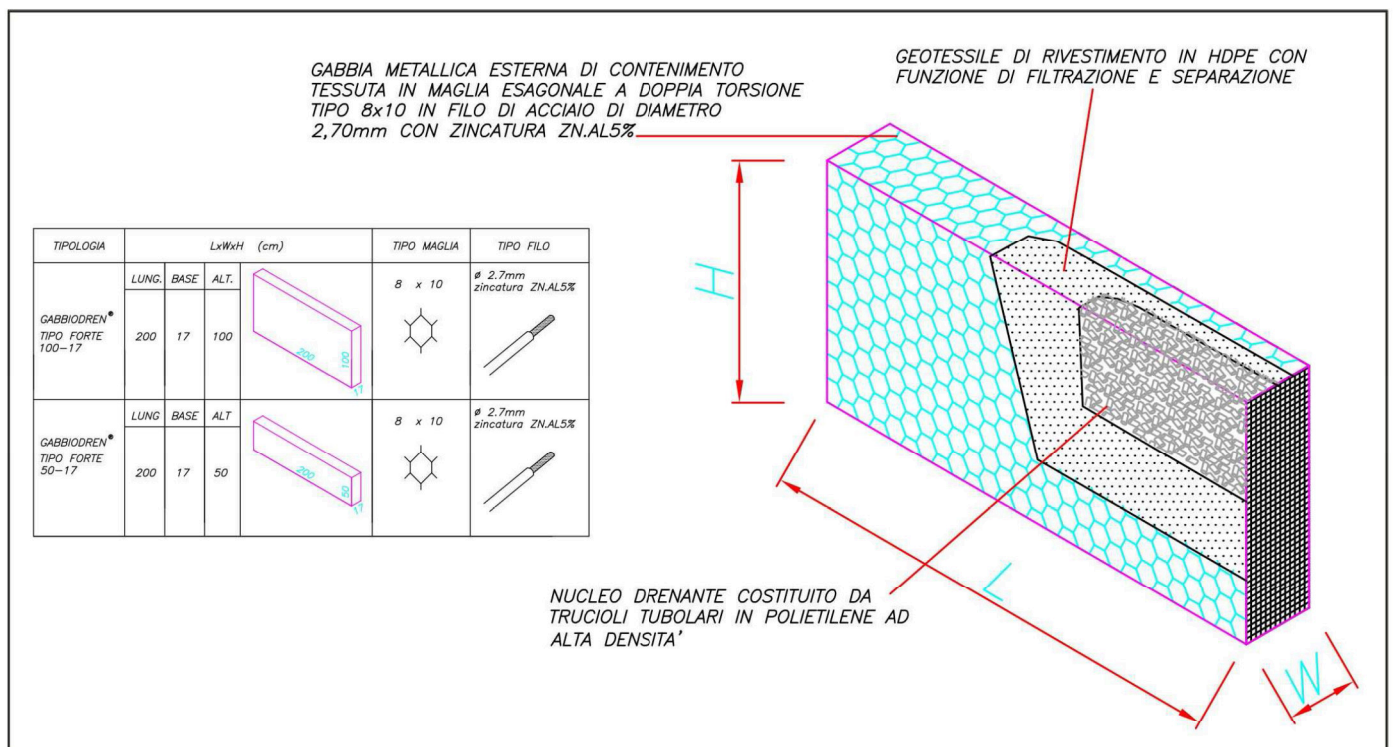 GABBIA METALLICA ESTERNA DI CONTENIMENTO
TESSUTA IN MAGLIA ESAGONALE A DOPPIA TORSIONE
TIPO 8x10 IN FILO DI ACCIAIO DI DIAMETRO
2,70mm CON ZINCATURA ZN.AL5%
GEOTESSILE DI RIVESTIMENTO IN HDPE CON
FUNZIONE DI FILTRAZIONE E SEPARAZIONE
TIPOLOGIA LxWxH (cm) TIPO MAGLIA TIPO FILO
LUNG. BASE ALT.
GABBIODREN®
TIPO FORTE
100-17
200 17 100
200
100
17
8 x 10
ø 2.7mm
zincatura ZN.AL5%
LUNG BASE ALT
GABBIODREN®
TIPO FORTE
50-17
200 17 50
200
50
17
8 x 10
ø 2.7mm
zincatura ZN.AL5%
H
L
W
NUCLEO DRENANTE COSTITUITO DA
TRUCIOLI TUBOLARI IN POLIETILENE AD
ALTA DENSITA'